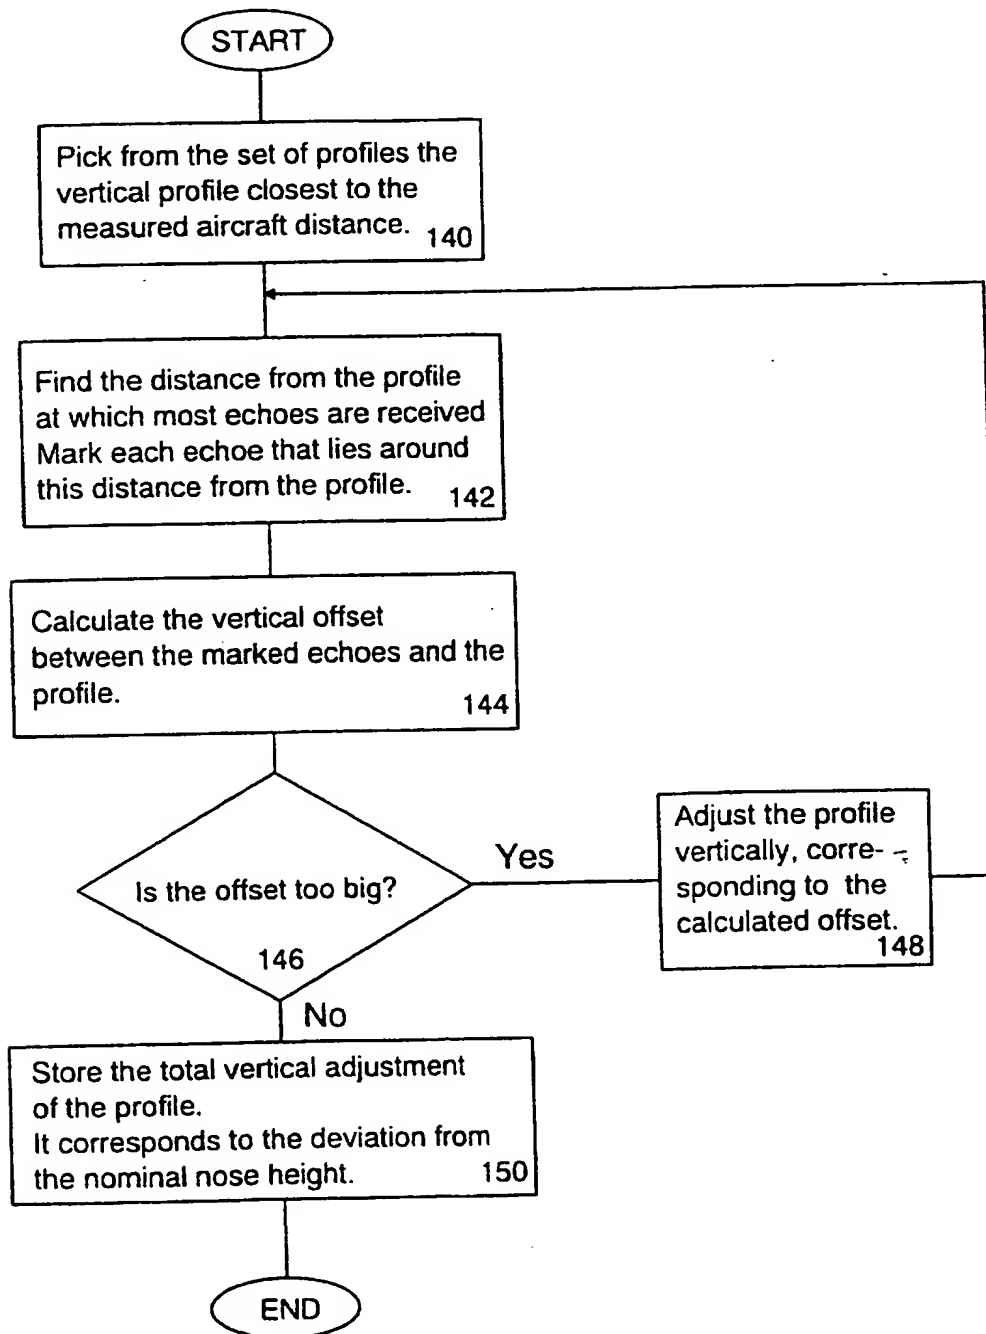 START
Pick from the set of profiles the
vertical profile closest to the
measured aircraft distance.
140
Find the distance from the profile
at which most echoes are received
Mark each echoe that lies around
this distance from the profile.
142
Calculate the vertical offset
between the marked echoes and the
profile.
144
Is the offset too big?
146
Yes
Adjust the profile
vertically, corre-
sponding to the
calculated offset.
148
No
Store the total vertical adjustment
of the profile.
It corresponds to the deviation from
the nominal nose height.
150
END